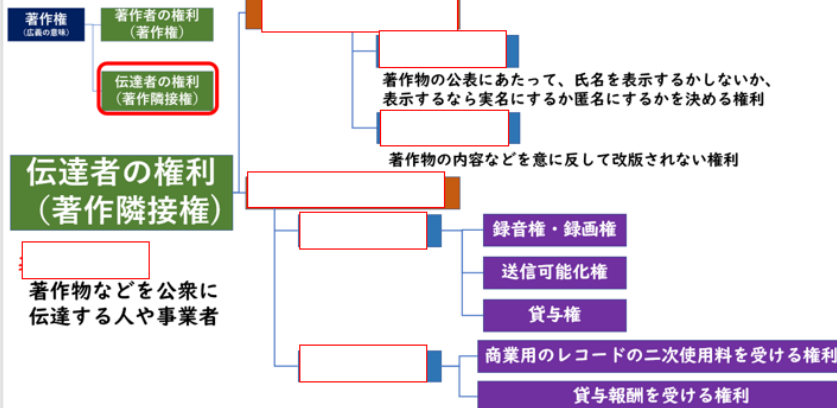 著作権
(広義の意味)
著作者の権利
(著作権)
伝達者の権利
(著作隣接権)
著作物の公表にあたって、氏名を表示するかしないか、
表示するなら実名にするか匿名にするかを決める権利
著作物の内容などを意に反して改版されない権利
伝達者の権利
(著作隣接権)
著作物などを公衆に
伝達する人や事業者
録音権・録画権
送信可能化権
貸与権
商業用のレコードの二次使用料を受ける権利
貸与報酬を受ける権利